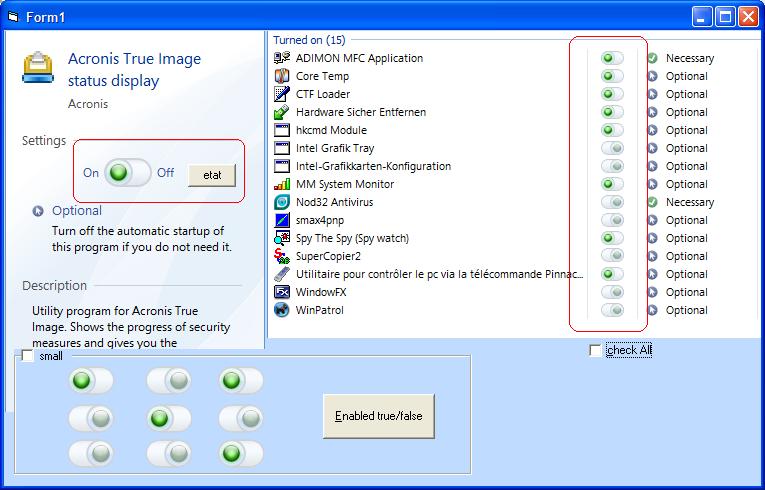 Form1
Acronis True Image
status display
Acronis
Settings
On Off etat
Optional
Turn off the automatic startup of
this program if you do not need it.
Description
Utility program for Acronis True
Image. Shows the progress of security
measures and gives you the
Turned on (15)
ADIMON MFC Application Necessary
Core Temp Optional
CTF Loader Optional
Hardware Sicher Entfernen Optional
hkcmd Module Optional
Intel Grafik Tray Optional
Intel-Grafikkarten-Konfiguration Optional
MM System Monitor Optional
Nod32 Antivirus Necessary
smax4pnp Optional
Spy The Spy (Spy watch) Optional
SuperCopier2 Optional
Utilitaire pour contrôler le pc via la télécommande Pinnac... Optional
WindowFX Optional
WinPatrol Optional
check All
small
Enabled true/false